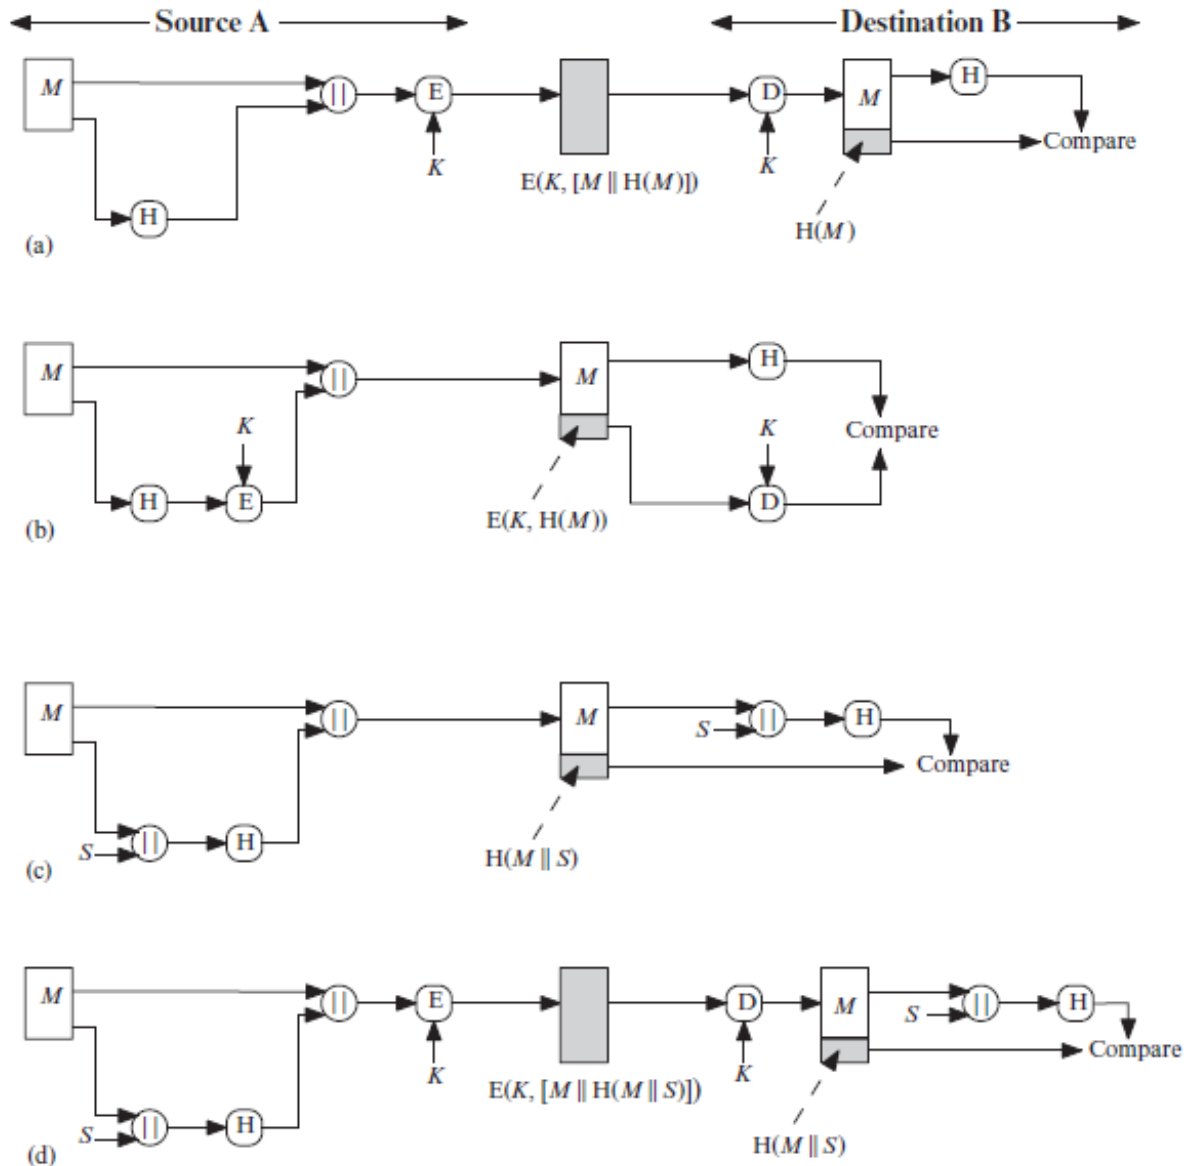 Source A Destination B
M || E D M H
K K Compare
E(K, [M || H(M)])
H H(M)
(a)
M || M H
K K Compare
H E D
E(K, H(M))
(b)
M || M S || H
Compare
S || H
H(M || S)
(c)
M || E D M S || H
K K Compare
E(K, [M || H(M || S)])
S || H H(M || S)
(d)